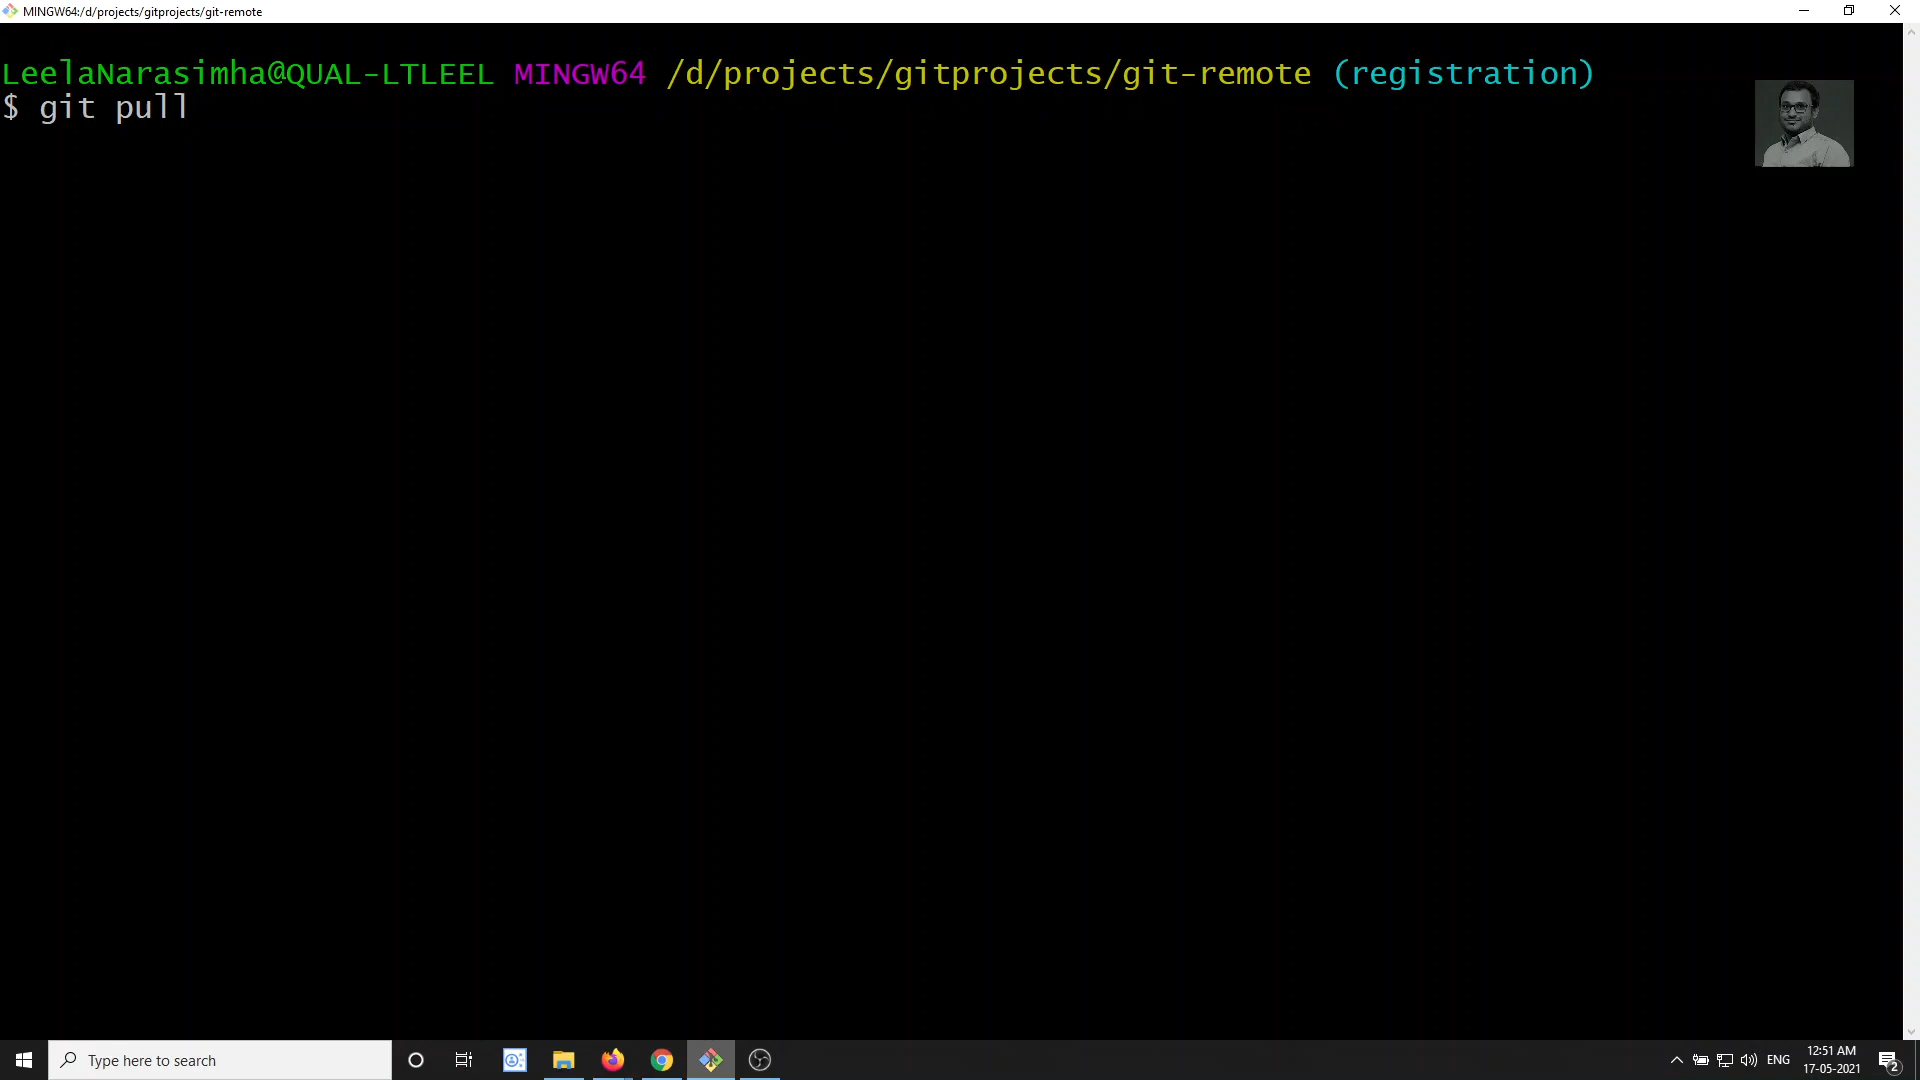 MINGW64:/d/projects/gitprojects/git-remote
LeelaNarasimha@QUAL-LTLEEL MINGW64 /d/projects/gitprojects/git-remote (registration)
$ git pull
Type here to search
ENG
12:51 AM
17-05-2021
2